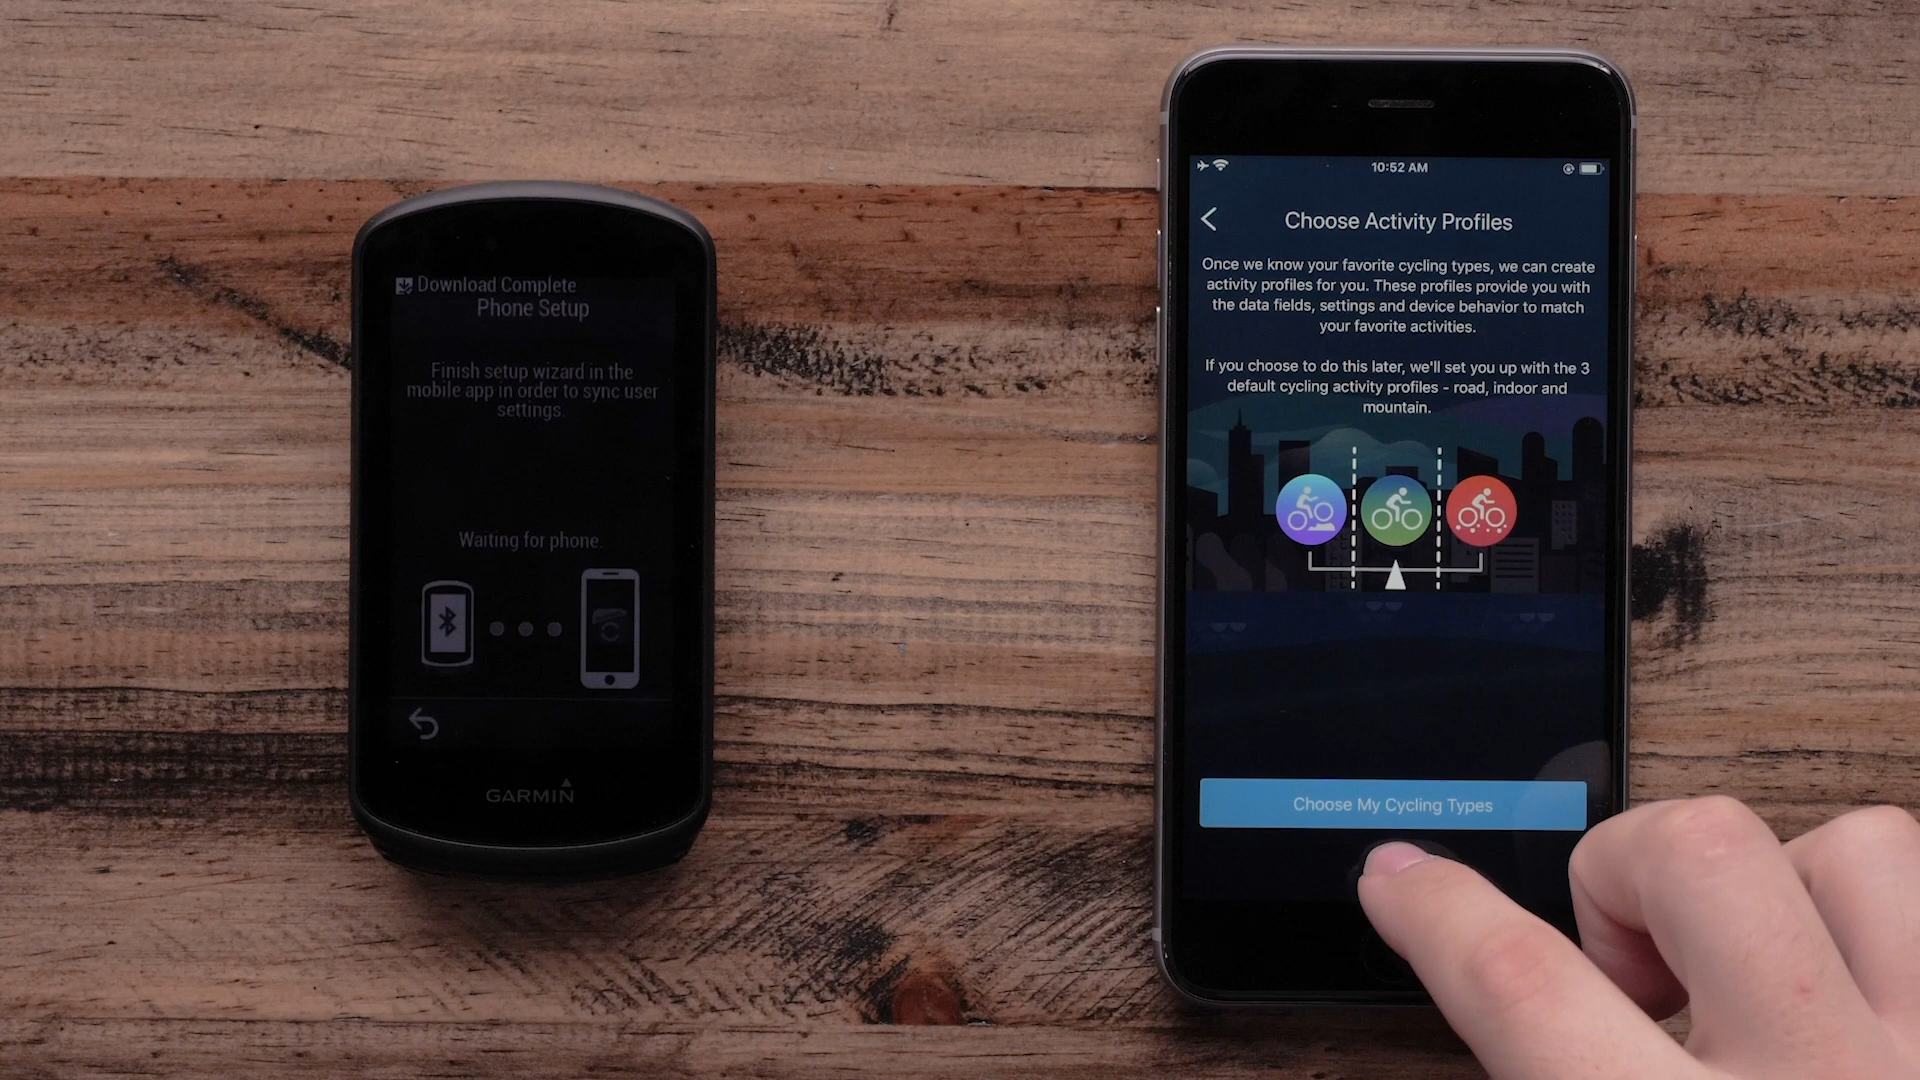 Download Complete
Phone Setup
Finish setup wizard in the
mobile app in order to sync user
settings.
Waiting for phone.
GARMIN
10:52 AM
Choose Activity Profiles
Once we know your favorite cycling types, we can create
activity profiles for you. These profiles provide you with
the data fields, settings and device behavior to match
your favorite activities.
If you choose to do this later, we'll set you up with the 3
default cycling activity profiles - road, indoor and
mountain.
Choose My Cycling Types